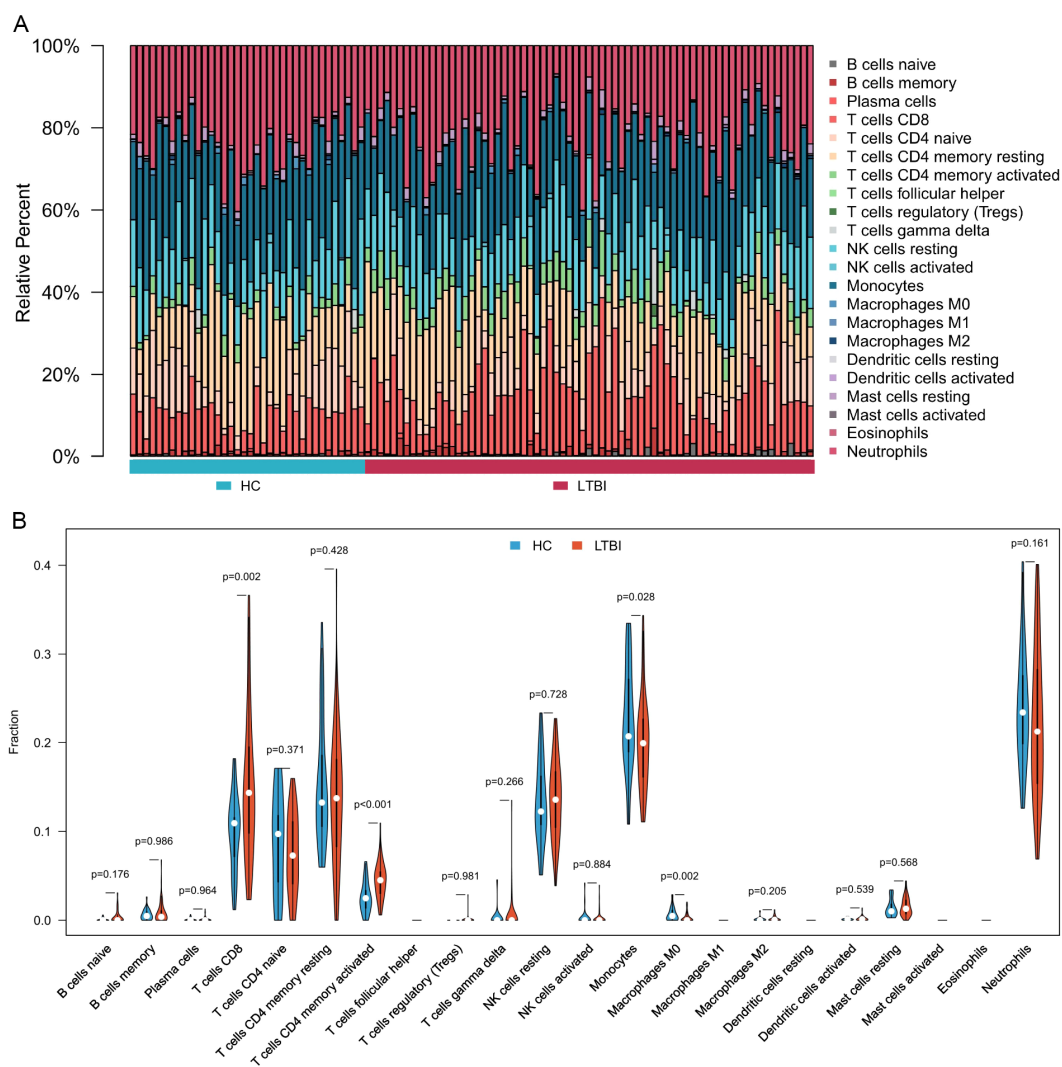 A
100%
80%
60%
40%
20%
0%
Relative Percent
B cells naive
B cells memory
Plasma cells
T cells CD8
T cells CD4 naive
T cells CD4 memory resting
T cells CD4 memory activated
T cells follicular helper
T cells regulatory (Tregs)
T cells gamma delta
NK cells resting
NK cells activated
Monocytes
Macrophages M0
Macrophages M1
Macrophages M2
Dendritic cells resting
Dendritic cells activated
Mast cells resting
Mast cells activated
Eosinophils
Neutrophils
HC LTBI
B
HC LTBI
Fraction
0.4
0.3
0.2
0.1
0.0
p=0.176
p=0.986
p=0.964
p=0.002
p=0.371
p=0.428
p<0.001
p=0.981
p=0.266
p=0.728
p=0.884
p=0.028
p=0.002
p=0.205
p=0.539
p=0.568
p=0.161
B cells naive
B cells memory
Plasma cells
T cells CD8
T cells CD4 naive
T cells CD4 memory resting
T cells CD4 memory activated
T cells follicular helper
T cells regulatory (Tregs)
T cells gamma delta
NK cells resting
NK cells activated
Monocytes
Macrophages M0
Macrophages M1
Macrophages M2
Dendritic cells resting
Dendritic cells activated
Mast cells resting
Mast cells activated
Eosinophils
Neutrophils